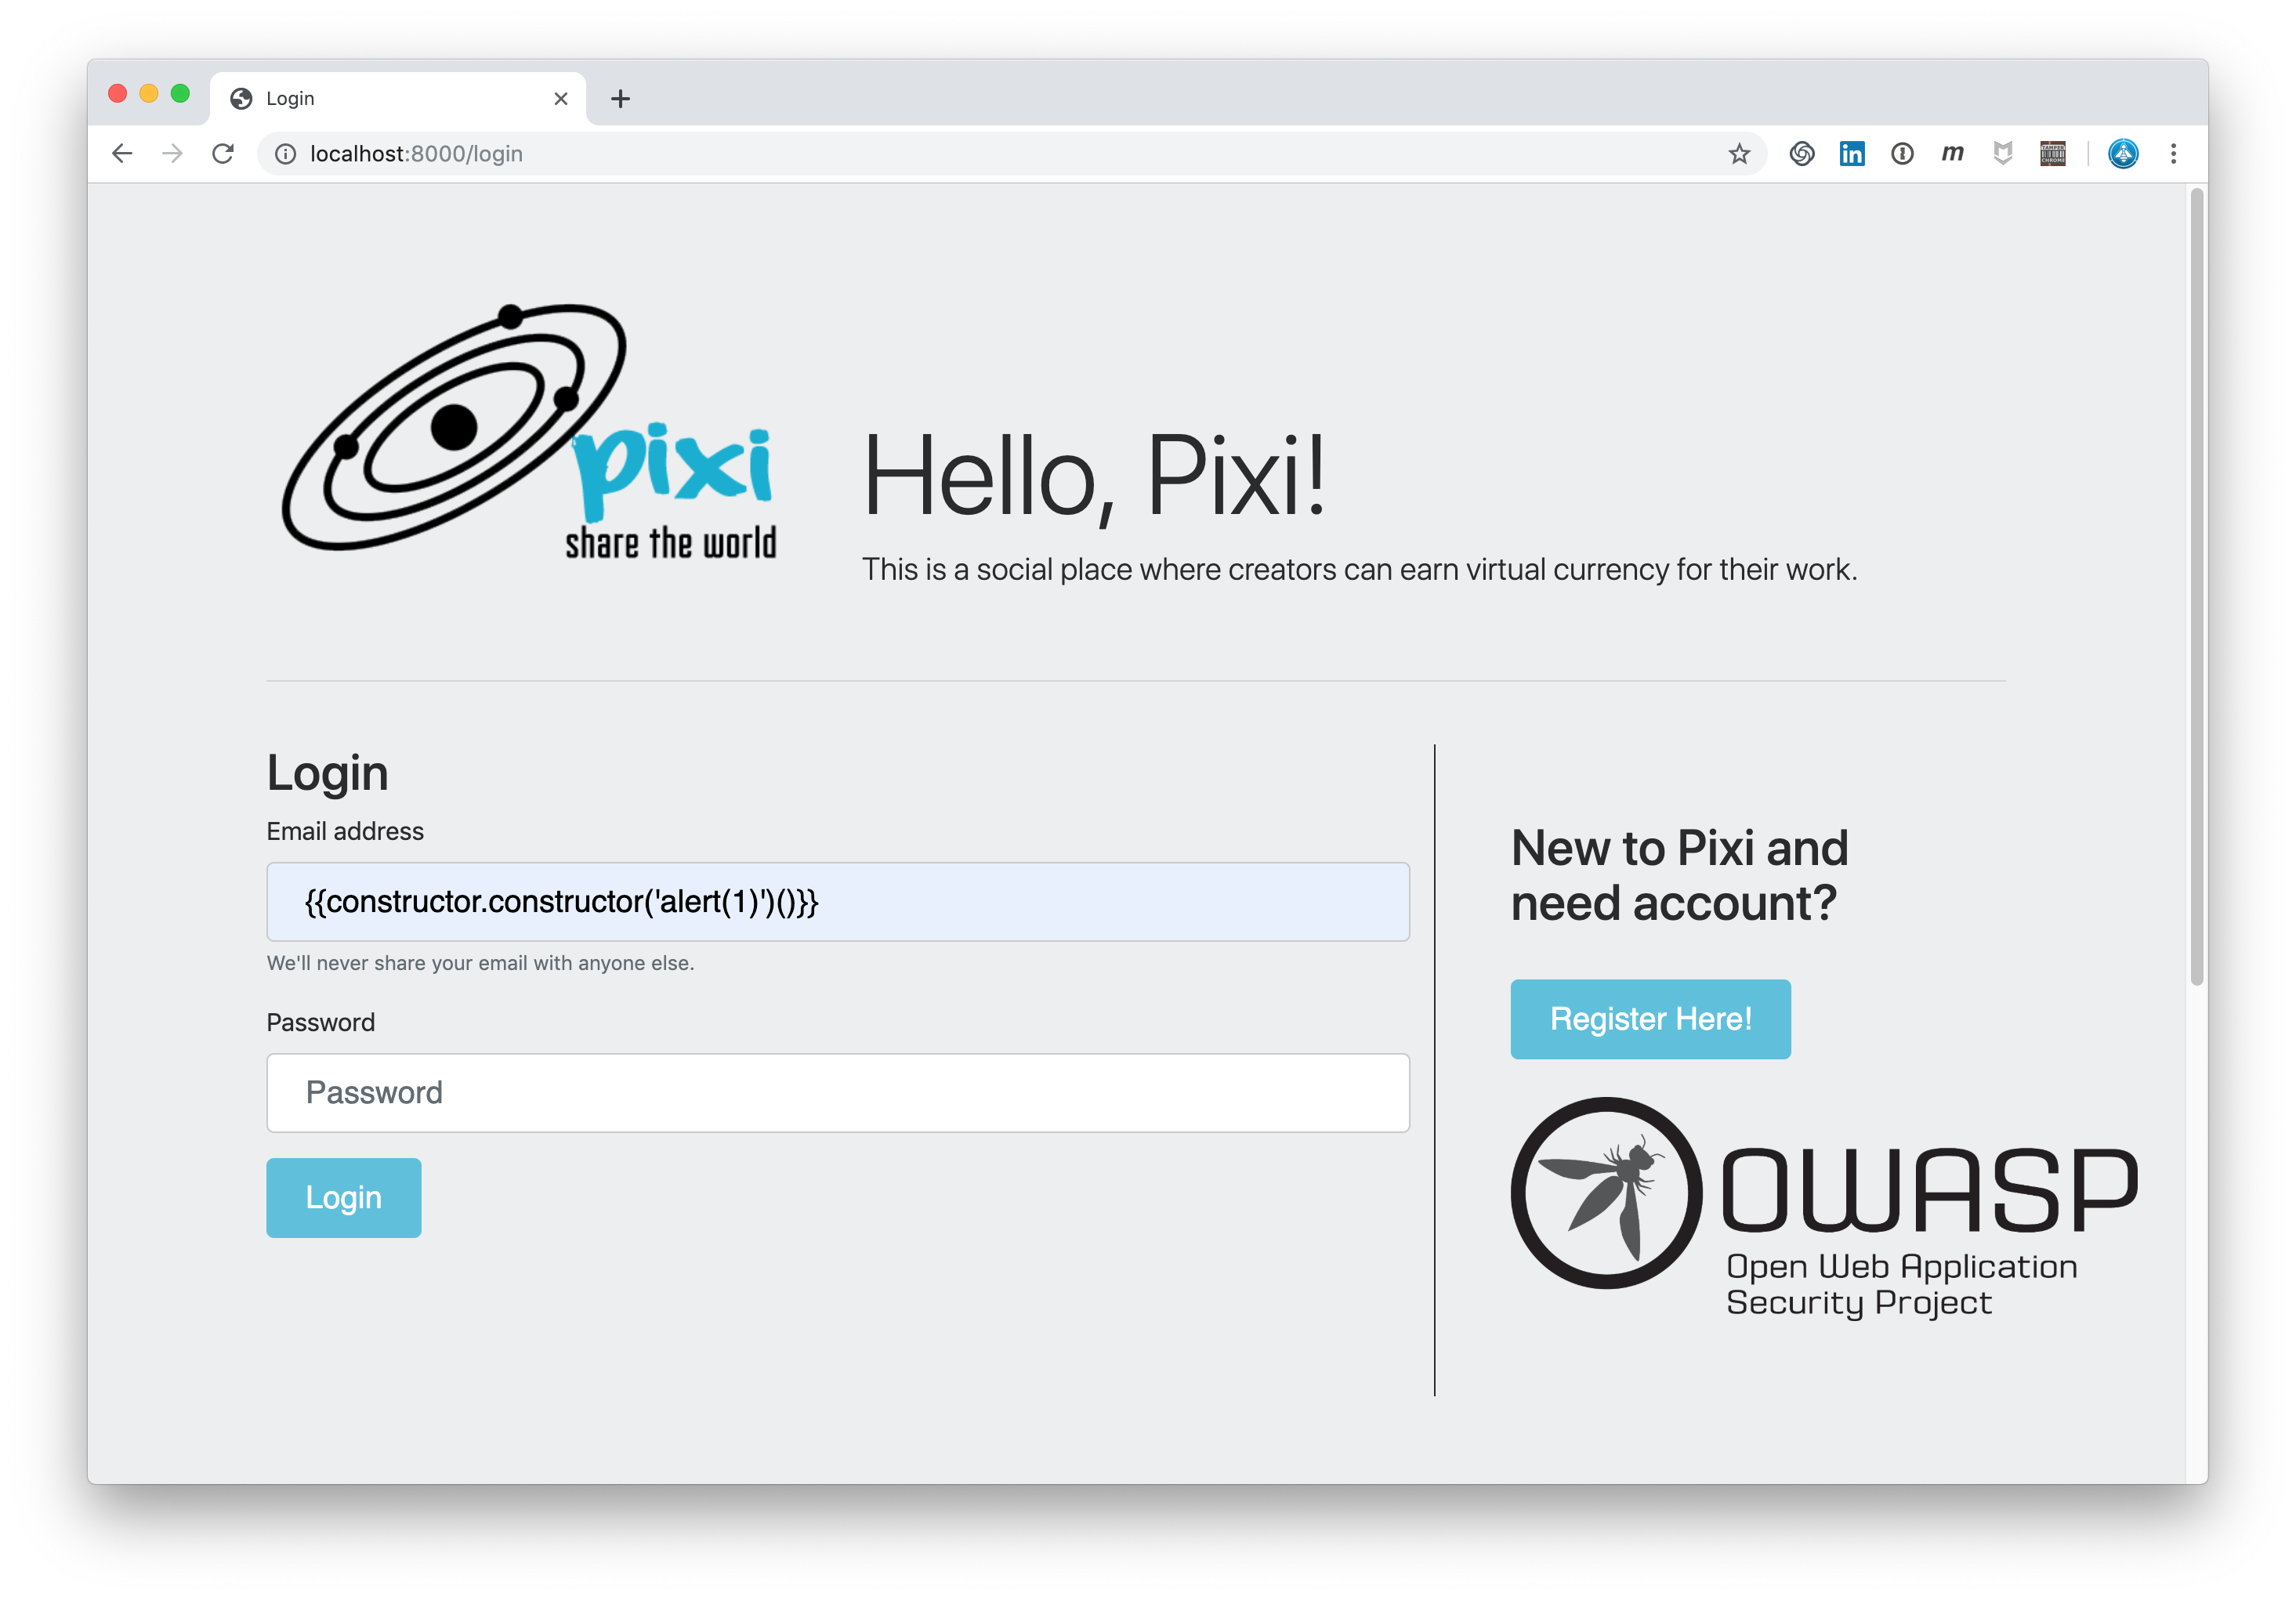 Login
localhost:8000/login
pixi
share the world
Hello, Pixi!
This is a social place where creators can earn virtual currency for their work.
Login
Email address
{{constructor.constructor('alert(1)')()}}
We'll never share your email with anyone else.
Password
Password
Login
New to Pixi and
need account?
Register Here!
OWASP
Open Web Application
Security Project